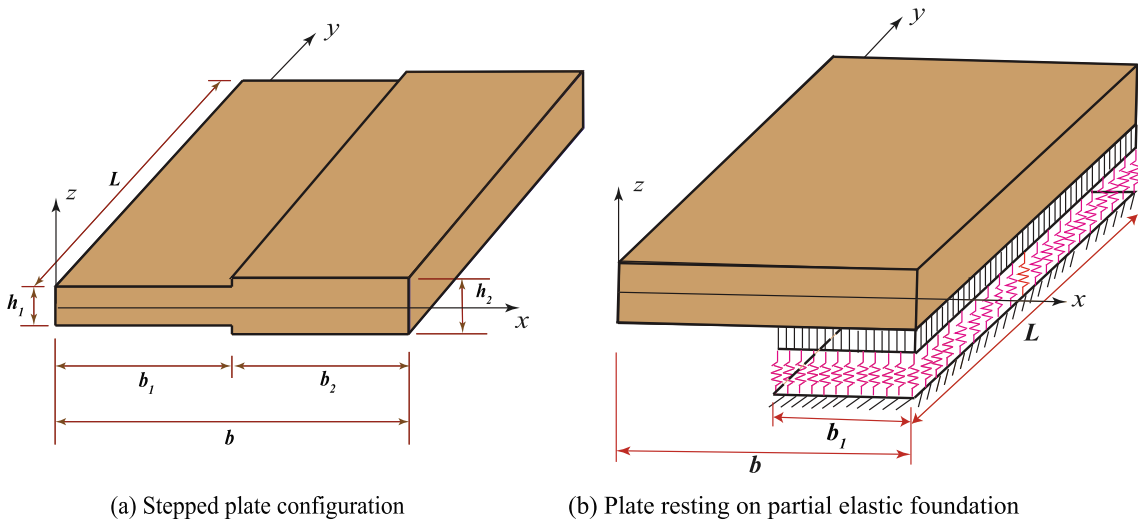 y
L
z
h1
h2
x
b1
b2
b
(a) Stepped plate configuration
y
z
x
L
b1
b
(b) Plate resting on partial elastic foundation